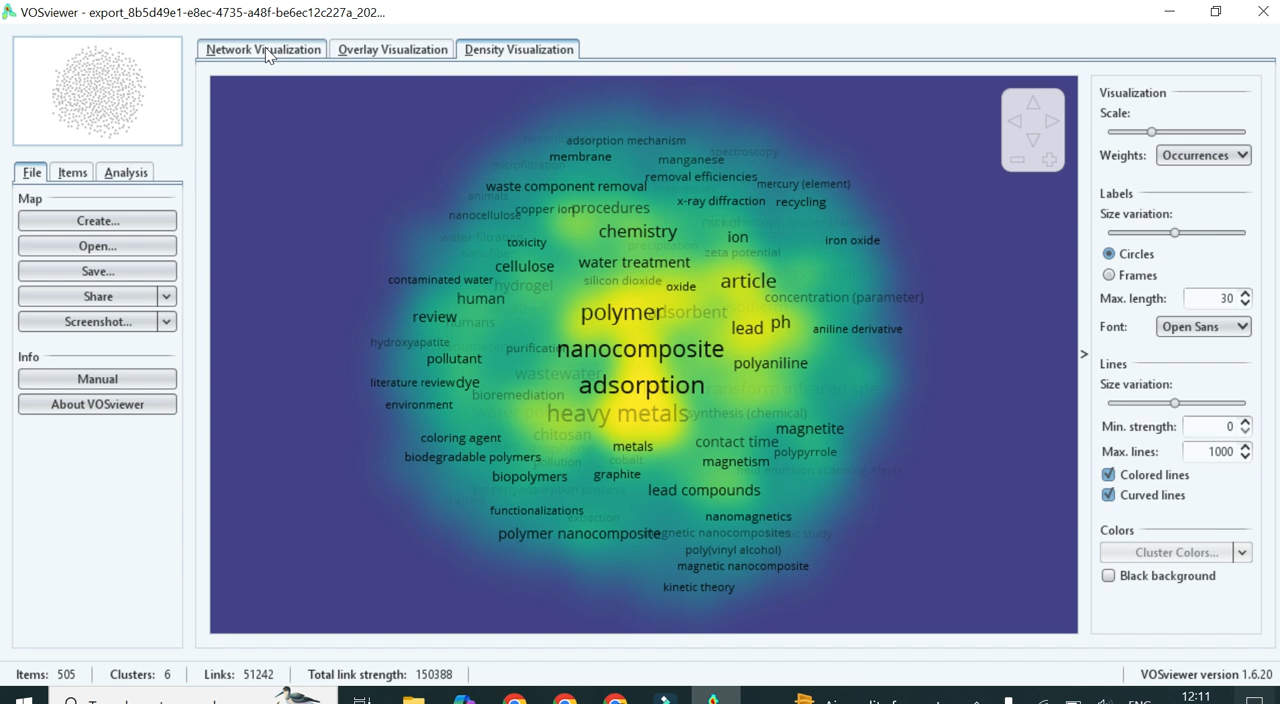 VOSviewer - export_8b5d49e1-e8ec-4735-a48f-be6ec12c227a_202...
Network Visualization
Overlay Visualization
Density Visualization
File
Items
Analysis
Map
Create...
Open...
Save...
Share
Screenshot...
Info
Manual
About VOSviewer
adsorption mechanism
membrane
spectroscopy
manganese
microfiltration
removal efficiencies
waste component removal
mercury (element)
animals
x-ray diffraction
recycling
copper ion
procedures
nanocellulose
chemistry
ion
water filtration
toxicity
precipitation
iron oxide
zeta potential
water treatment
cellulose
contaminated water
hydrogel
silicon dioxide
oxide
article
human
concentration (parameter)
polymer
adsorbent
review
humans
lead
ph
aniline derivative
hydroxyapatite
purification
nanocomposite
pollutant
polyaniline
wastewater
literature review
dye
adsorption
bioremediation
environment
heavy metals
synthesis (chemical)
magnetite
chitosan
coloring agent
metals
contact time
polypyrrole
biodegradable polymers
pollution
cobalt
magnetism
biopolymers
graphite
lead compounds
functionalizations
extraction
nanomagnetics
polymer nanocomposite
magnetic nanocomposites
poly(vinyl alcohol)
magnetic nanocomposite
kinetic theory
Visualization
Scale:
Weights: Occurrences
Labels
Size variation:
Circles
Frames
Max. length: 30
Font: Open Sans
Lines
Size variation:
Min. strength: 0
Max. lines: 1000
Colored lines
Curved lines
Colors
Cluster Colors...
Black background
Items: 505
Clusters: 6
Links: 51242
Total link strength: 150388
VOSviewer version 1.6.20
12:11